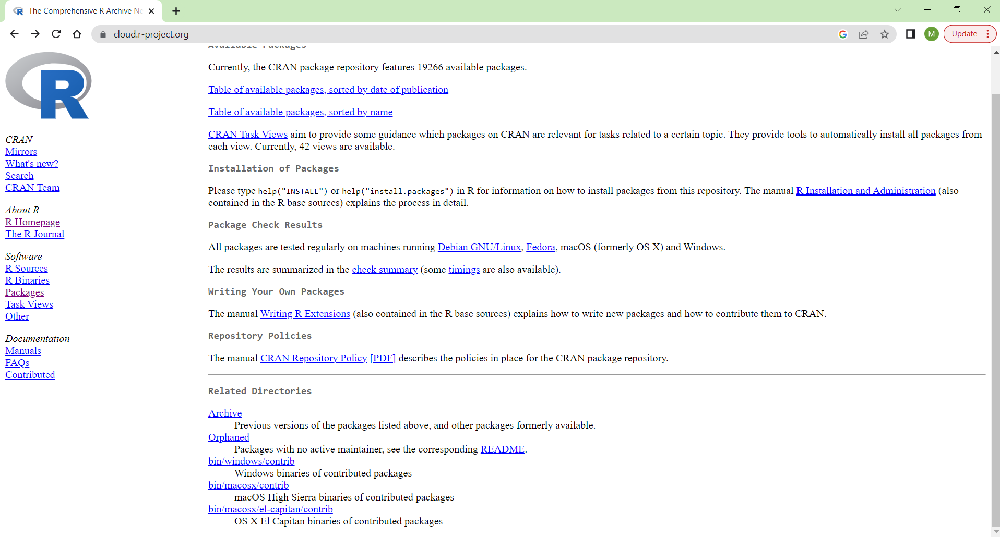 The Comprehensive R Archive Ne
cloud.r-project.org
M
Update
R
CRAN
Mirrors
What's new?
Search
CRAN Team
About R
R Homepage
The R Journal
Software
R Sources
R Binaries
Packages
Task Views
Other
Documentation
Manuals
FAQs
Contributed
Available Packages
Currently, the CRAN package repository features 19266 available packages.
Table of available packages, sorted by date of publication
Table of available packages, sorted by name
CRAN Task Views aim to provide some guidance which packages on CRAN are relevant for tasks related to a certain topic. They provide tools to automatically install all packages from
each view. Currently, 42 views are available.
Installation of Packages
Please type help("INSTALL") or help("install.packages") in R for information on how to install packages from this repository. The manual R Installation and Administration (also
contained in the R base sources) explains the process in detail.
Package Check Results
All packages are tested regularly on machines running Debian GNU/Linux, Fedora, macOS (formerly OS X) and Windows.
The results are summarized in the check summary (some timings are also available).
Writing Your Own Packages
The manual Writing R Extensions (also contained in the R base sources) explains how to write new packages and how to contribute them to CRAN.
Repository Policies
The manual CRAN Repository Policy [PDF] describes the policies in place for the CRAN package repository.
Related Directories
Archive
Previous versions of the packages listed above, and other packages formerly available.
Orphaned
Packages with no active maintainer, see the corresponding README.
bin/windows/contrib
Windows binaries of contributed packages
bin/macosx/contrib
macOS High Sierra binaries of contributed packages
bin/macosx/el-capitan/contrib
OS X El Capitan binaries of contributed packages